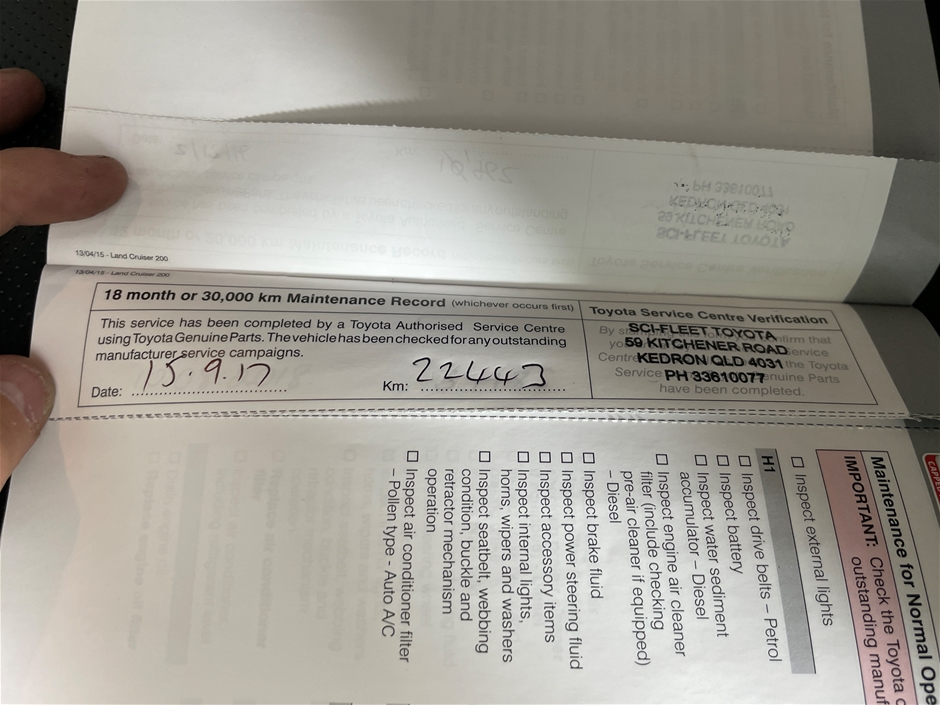 13/04/15 - Land Cruiser 200
13/04/15 - Land Cruiser 200
18 month or 30,000 km Maintenance Record (whichever occurs first)
This service has been completed by a Toyota Authorised Service Centre
using Toyota Genuine Parts. The vehicle has been checked for any outstanding
manufacturer service campaigns.
Date: 15.9.17
Km: 22443
Toyota Service Centre Verification
SCI-FLEET TOYOTA
59 KITCHENER ROAD
KEDRON QLD 4031
PH 33610077
have been completed.
Maintenance for Normal Ope
IMPORTANT: Check the Toyota
outstanding manuf
☐ Inspect external lights
H1
☐ Inspect drive belts – Petrol
☐ Inspect battery
☐ Inspect water sediment
accumulator – Diesel
☐ Inspect engine air cleaner
filter (include checking
pre-air cleaner if equipped)
– Diesel
☐ Inspect brake fluid
☐ Inspect power steering fluid
☐ Inspect accessory items
☐ Inspect internal lights,
horns, wipers and washers
☐ Inspect seatbelt, webbing
condition, buckle and
retractor mechanism
operation
☐ Inspect air conditioner filter
– Pollen type - Auto A/C